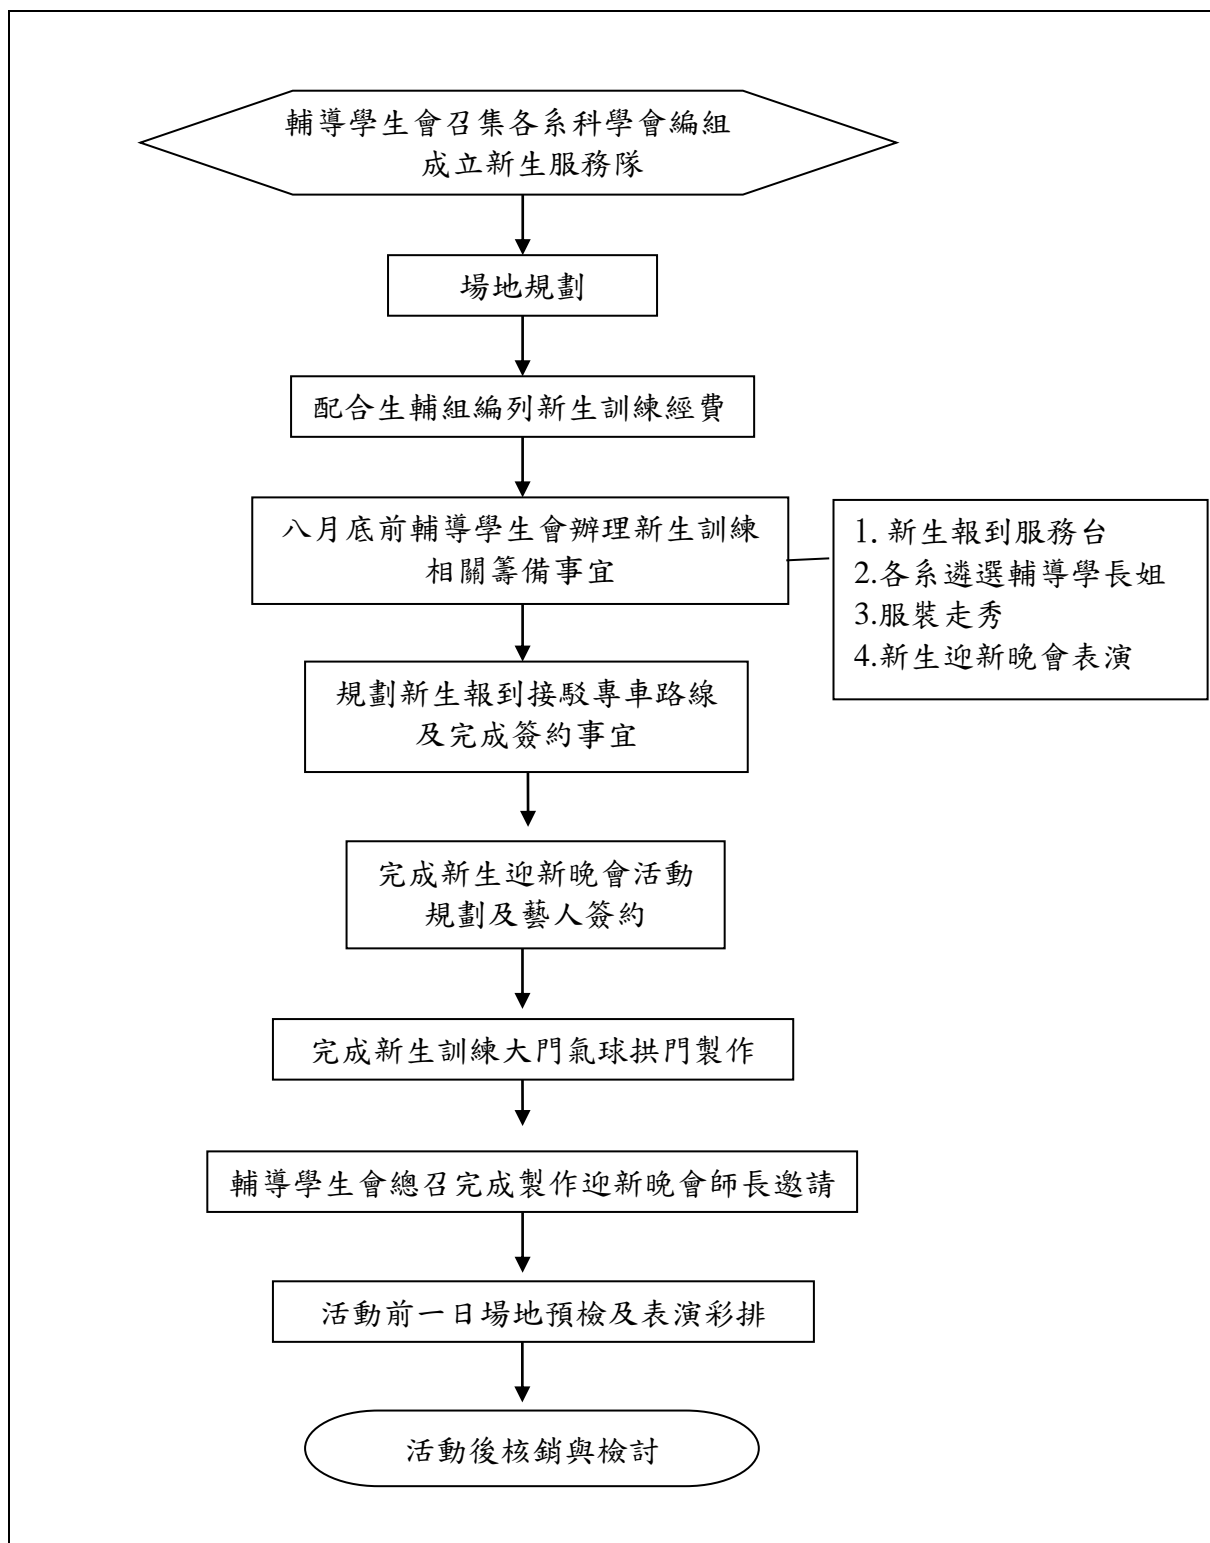 輔導學生會召集各系科學會編組
成立新生服務隊
場地規劃
配合生輔組編列新生訓練經費
八月底前輔導學生會辦理新生訓練
相關籌備事宜
1. 新生報到服務台
2.各系遴選輔導學長姐
3.服裝走秀
4.新生迎新晚會表演
規劃新生報到接駁專車路線
及完成簽約事宜
完成新生迎新晚會活動
規劃及藝人簽約
完成新生訓練大門氣球拱門製作
輔導學生會總召完成製作迎新晚會師長邀請
活動前一日場地預檢及表演彩排
活動後核銷與檢討